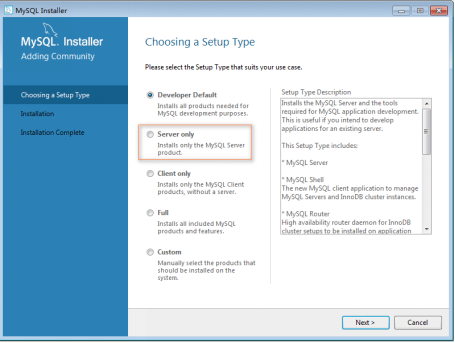 MySQL Installer
MySQL. Installer
Adding Community
Choosing a Setup Type
Installation
Installation Complete
Choosing a Setup Type
Please select the Setup Type that suits your use case.
Developer Default
Installs all products needed for
MySQL development purposes.
Server only
Installs only the MySQL Server
product.
Client only
Installs only the MySQL Client
products, without a server.
Full
Installs all included MySQL
products and features.
Custom
Manually select the products that
should be installed on the
system.
Setup Type Description
Installs the MySQL Server and the tools
required for MySQL application development.
This is useful if you intend to develop
applications for an existing server.
This Setup Type includes:
* MySQL Server
* MySQL Shell
The new MySQL client application to manage
MySQL Servers and InnoDB cluster instances.
* MySQL Router
High availability router daemon for InnoDB
cluster setups to be installed on application
Next >
Cancel